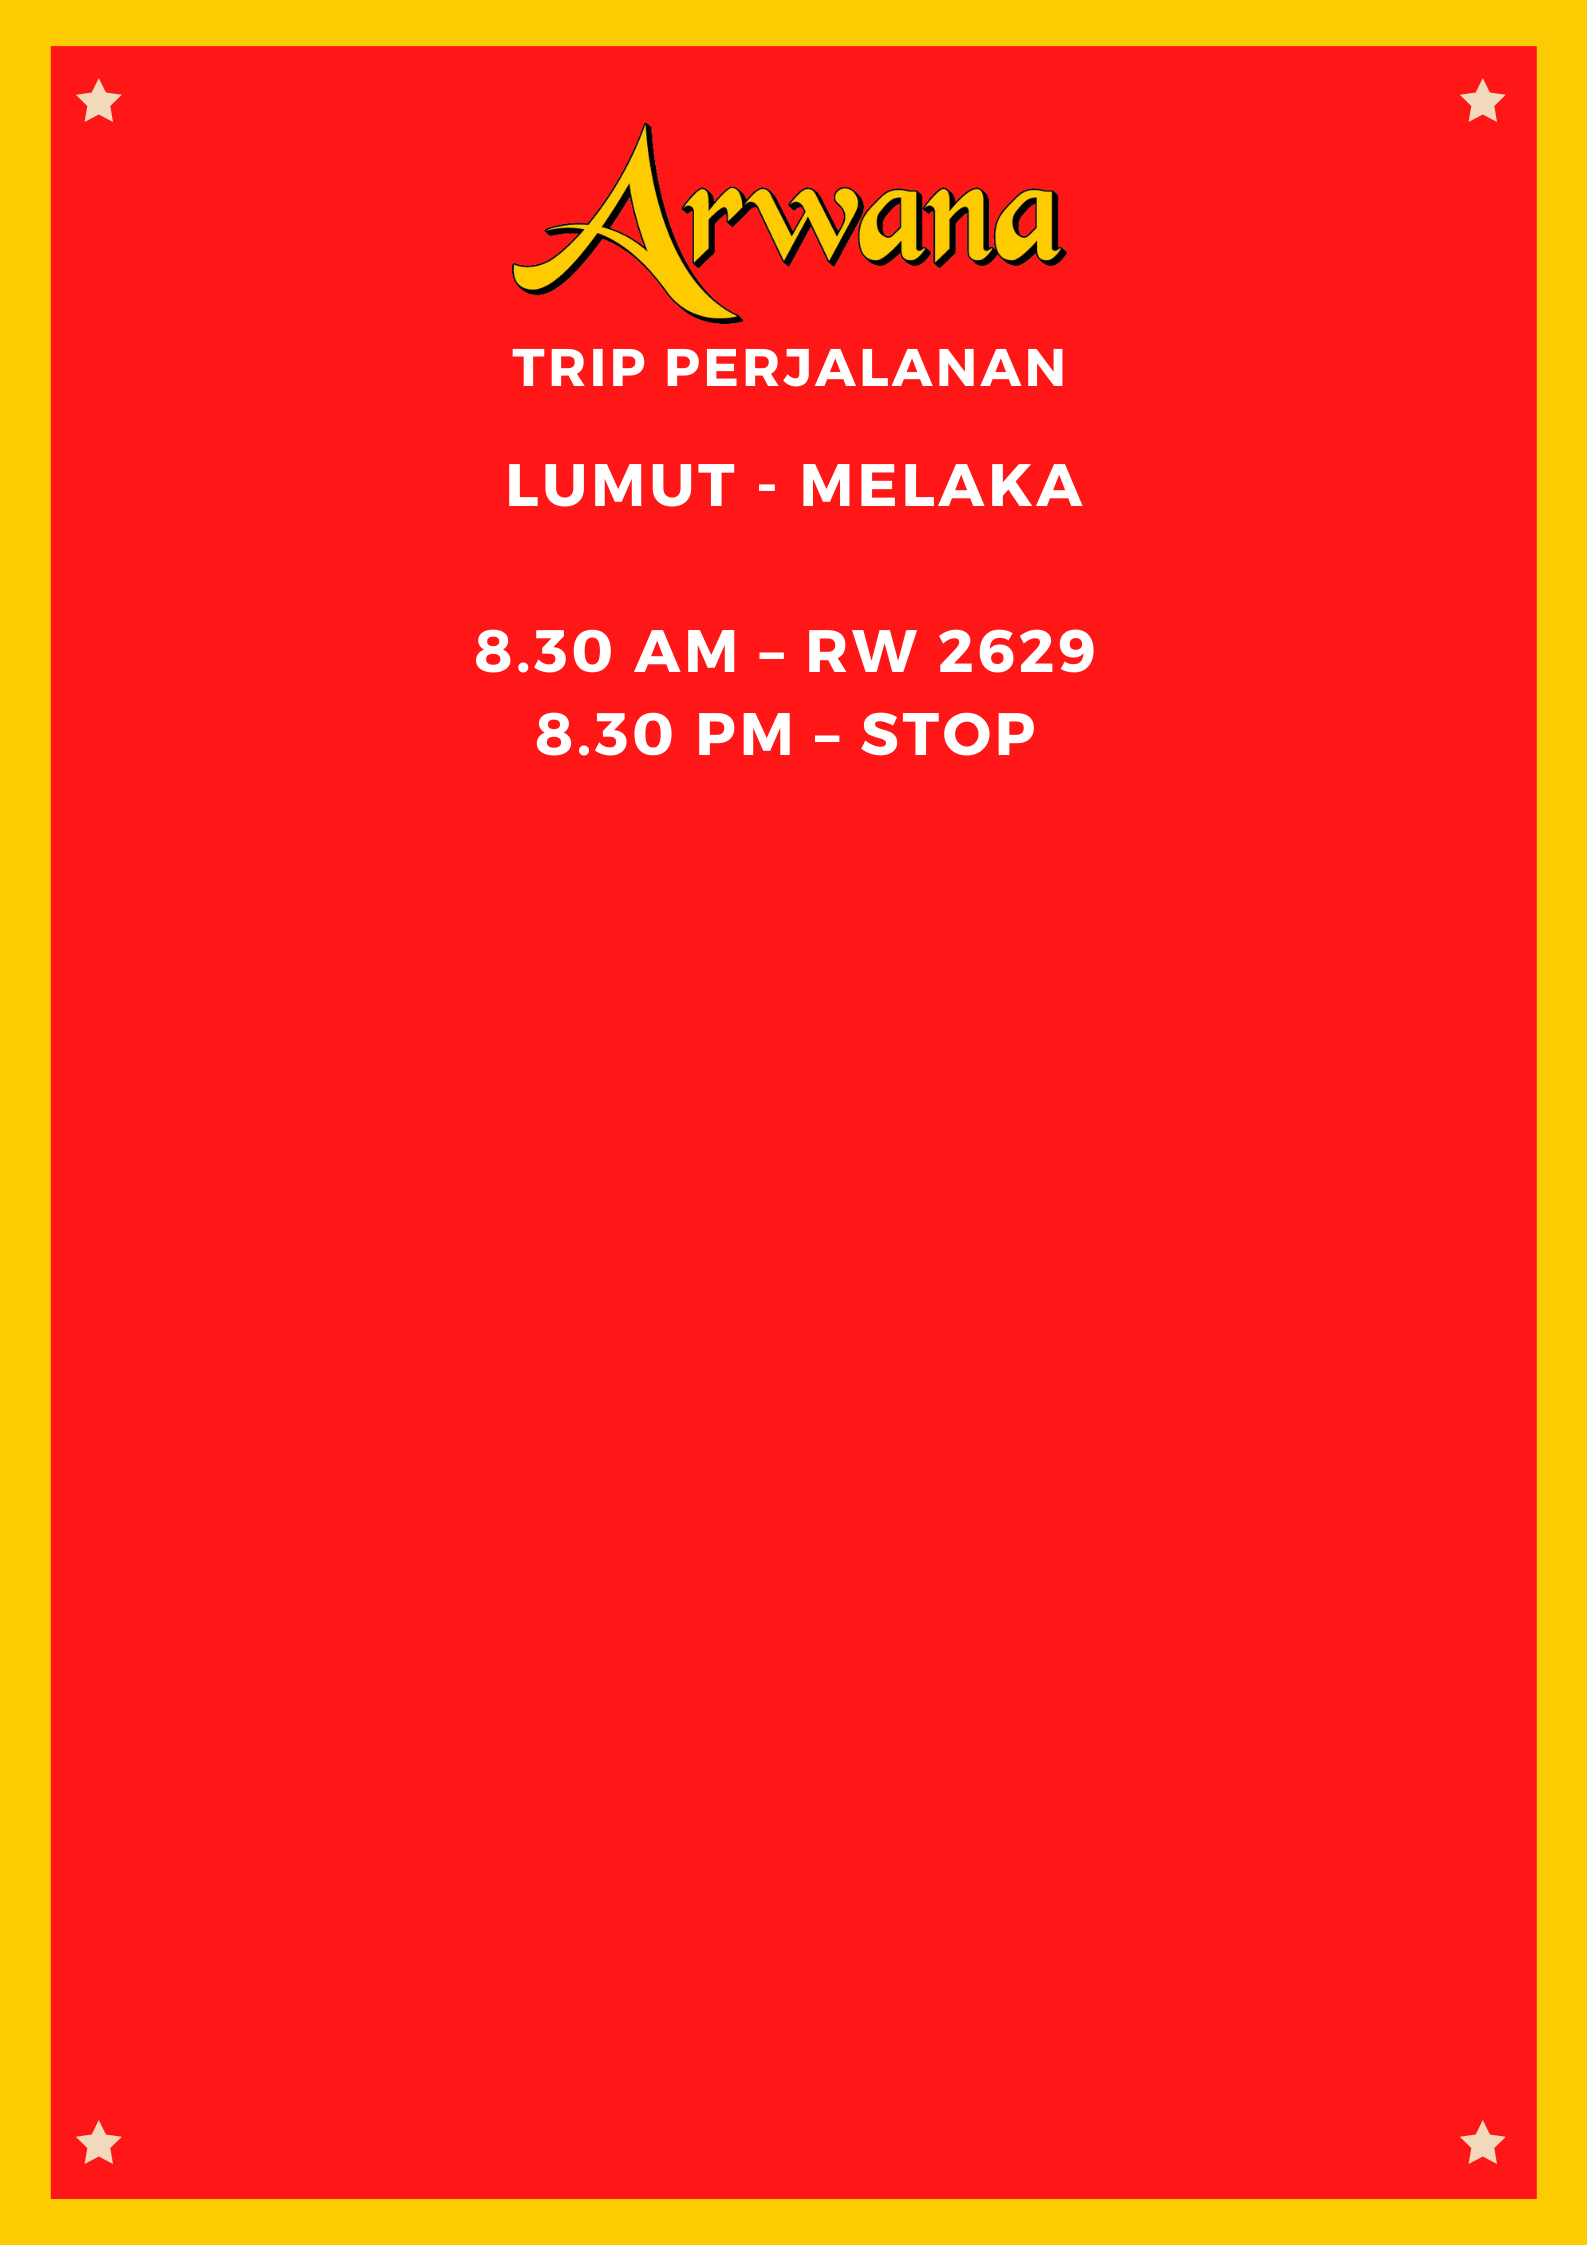 Arwana
TRIP PERJALANAN
LUMUT - MELAKA
8.30 AM – RW 2629
8.30 PM – STOP